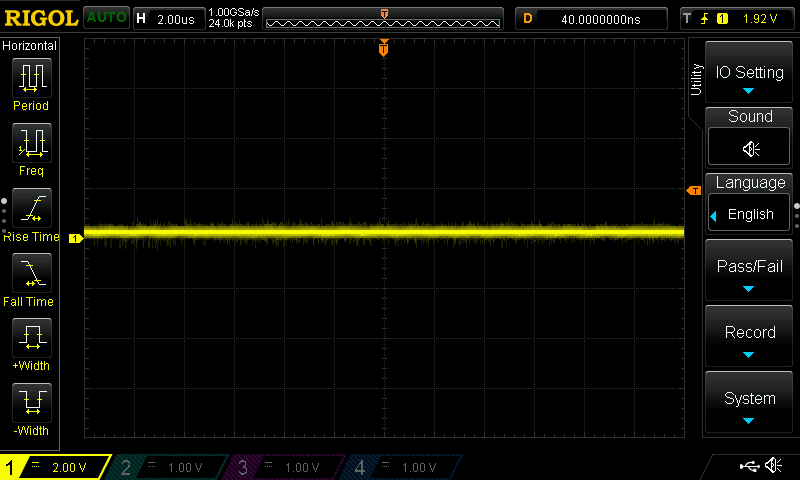 RIGOL AUTO H 2.00us 1.00GSa/s 24.0k pts T D 40.0000000ns T 1 1.92 V
Horizontal
Period
Freq
Rise Time
Fall Time
+Width
-Width
T
T
1
Utility
IO Setting
Sound
Language
English
Pass/Fail
Record
System
1 2.00 V 2 1.00 V 3 1.00 V 4 1.00 V